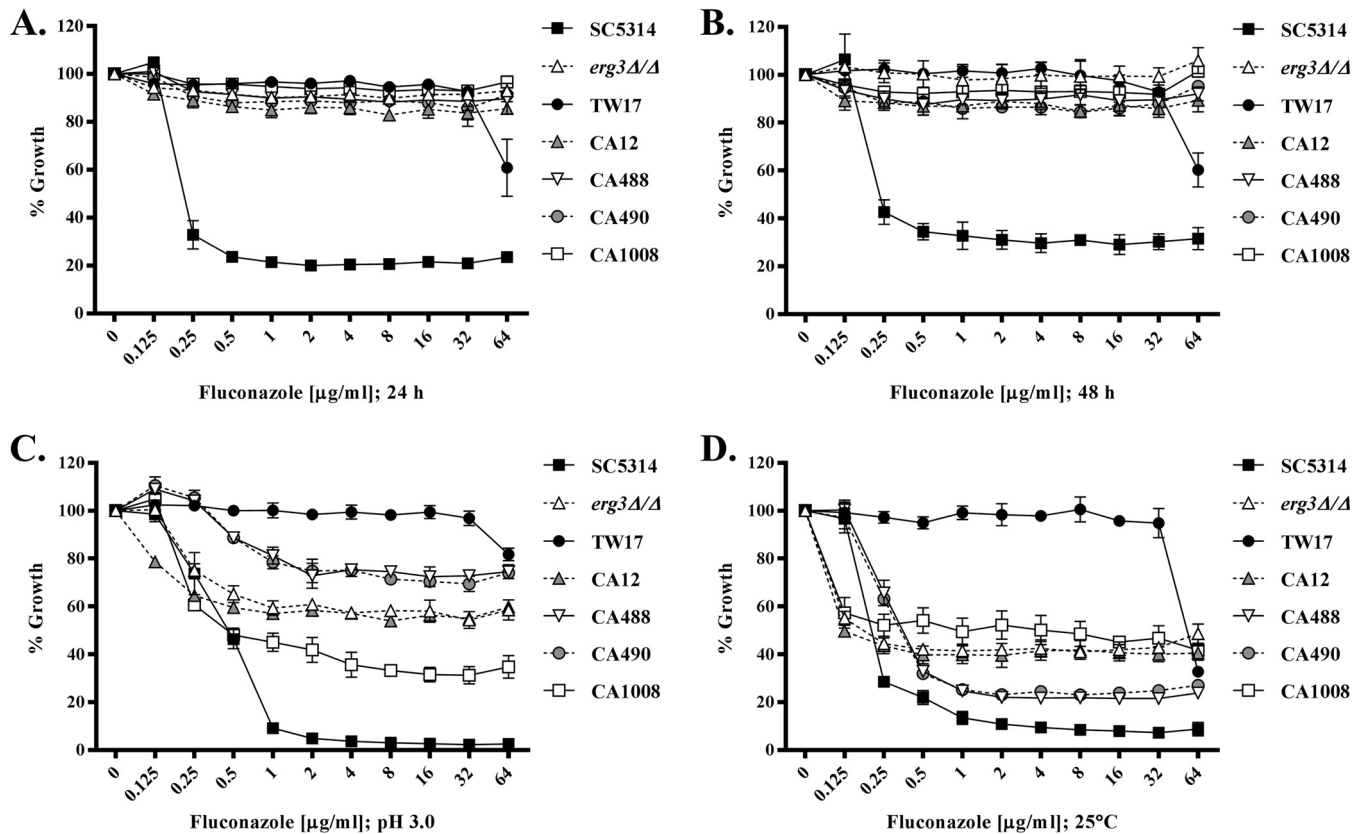 A.
120
100
80
60
40
20
0
% Growth
0 0.125 0.25 0.5 1 2 4 8 16 32 64
Fluconazole [µg/ml]; 24 h
SC5314
erg3Δ/Δ
TW17
CA12
CA488
CA490
CA1008
B.
120
100
80
60
40
20
0
% Growth
0 0.125 0.25 0.5 1 2 4 8 16 32 64
Fluconazole [µg/ml]; 48 h
SC5314
erg3Δ/Δ
TW17
CA12
CA488
CA490
CA1008
C.
120
100
80
60
40
20
0
% Growth
0 0.125 0.25 0.5 1 2 4 8 16 32 64
Fluconazole [µg/ml]; pH 3.0
SC5314
erg3Δ/Δ
TW17
CA12
CA488
CA490
CA1008
D.
120
100
80
60
40
20
0
% Growth
0 0.125 0.25 0.5 1 2 4 8 16 32 64
Fluconazole [µg/ml]; 25°C
SC5314
erg3Δ/Δ
TW17
CA12
CA488
CA490
CA1008